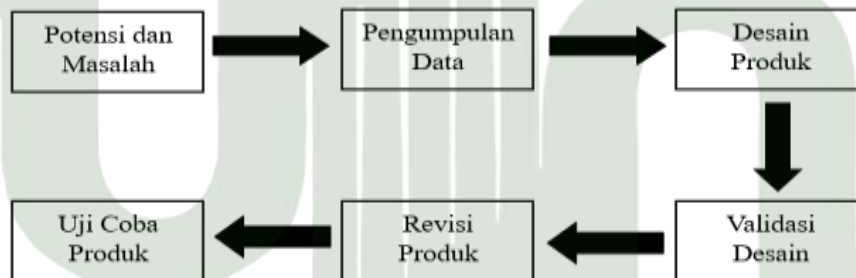 Potensi dan
Masalah
Pengumpulan
Data
Desain
Produk
Validasi
Desain
Revisi
Produk
Uji Coba
Produk